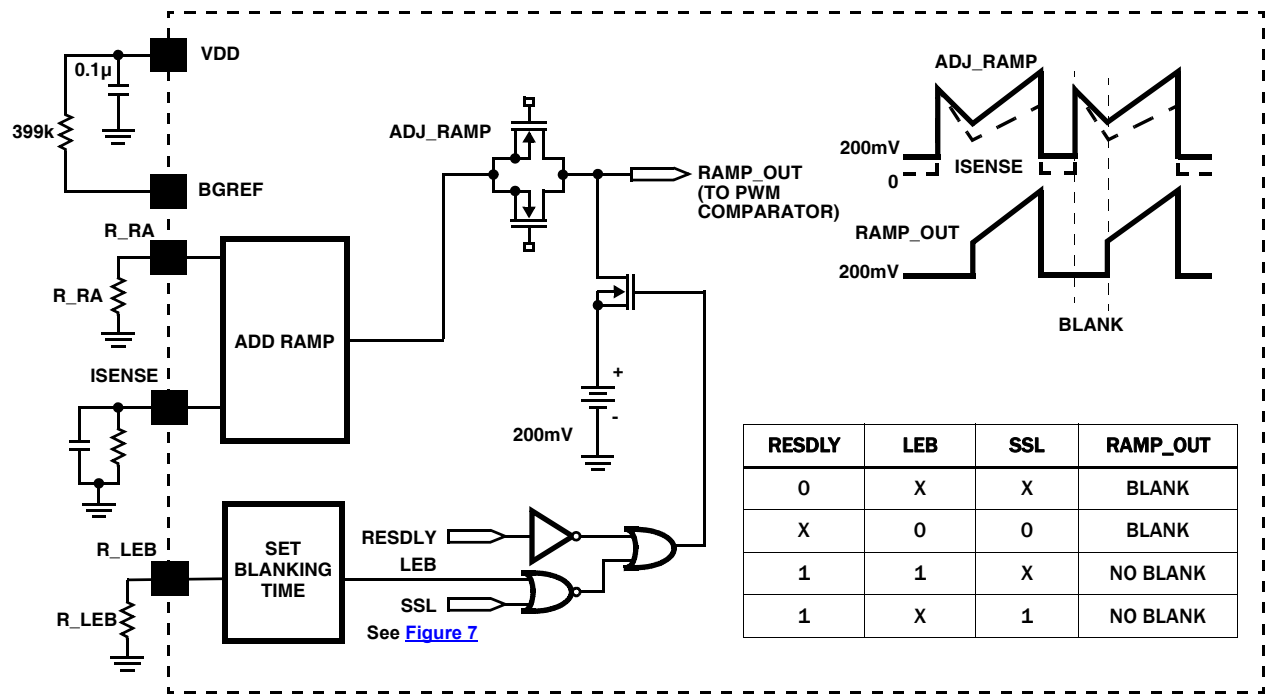 VDD
0.1µ
399k
BGREF
R_RA
R_RA
ADD RAMP
ISENSE
ADJ_RAMP
RAMP_OUT
(TO PWM
COMPARATOR)
+
-
200mV
R_LEB
R_LEB
SET
BLANKING
TIME
RESDLY
LEB
SSL
See Figure 7
ADJ_RAMP
200mV
0
ISENSE
RAMP_OUT
200mV
BLANK
RESDLY LEB SSL RAMP_OUT
0 X X BLANK
X 0 0 BLANK
1 1 X NO BLANK
1 X 1 NO BLANK